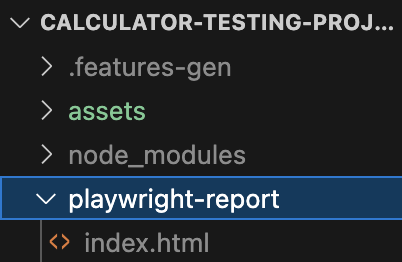 CALCULATOR-TESTING-PROJ...
.features-gen
assets
node_modules
playwright-report
<> index.html